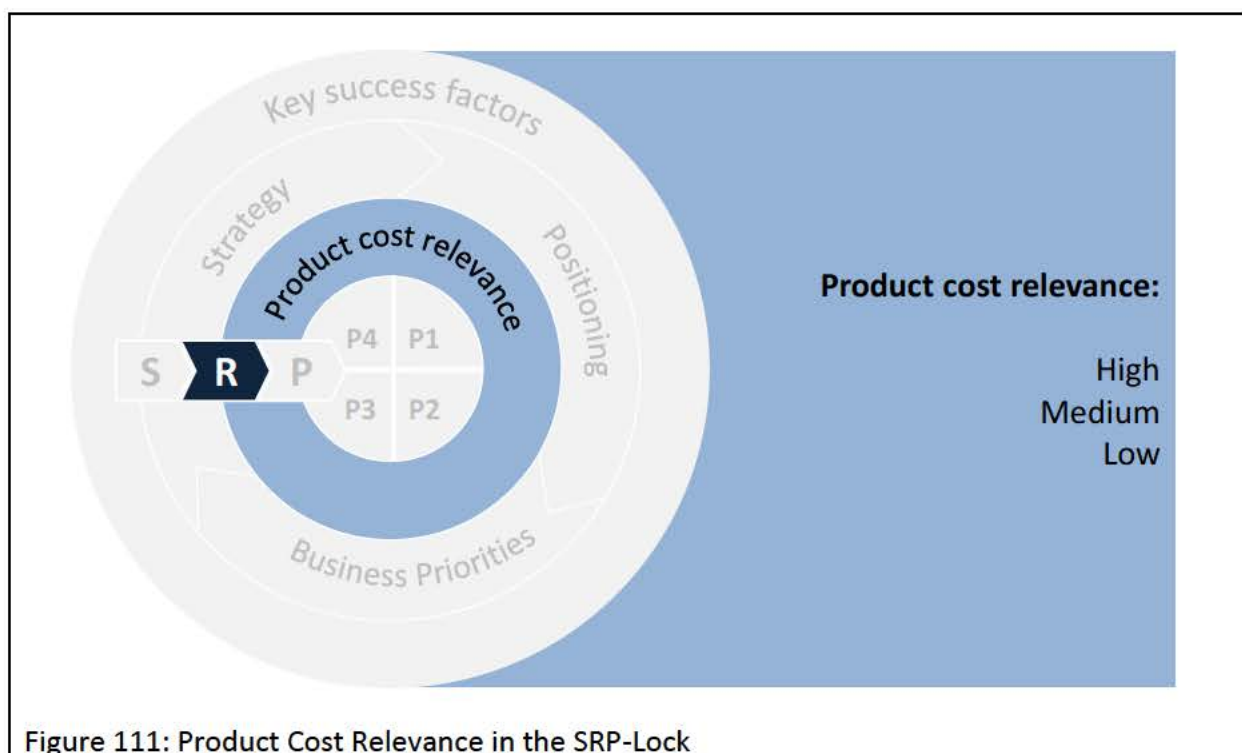 Key success factors
Strategy
Positioning
Product cost relevance
P4 P1
S R P
P3 P2
Business Priorities
Product cost relevance:
High
Medium
Low
Figure 111: Product Cost Relevance in the SRP-Lock